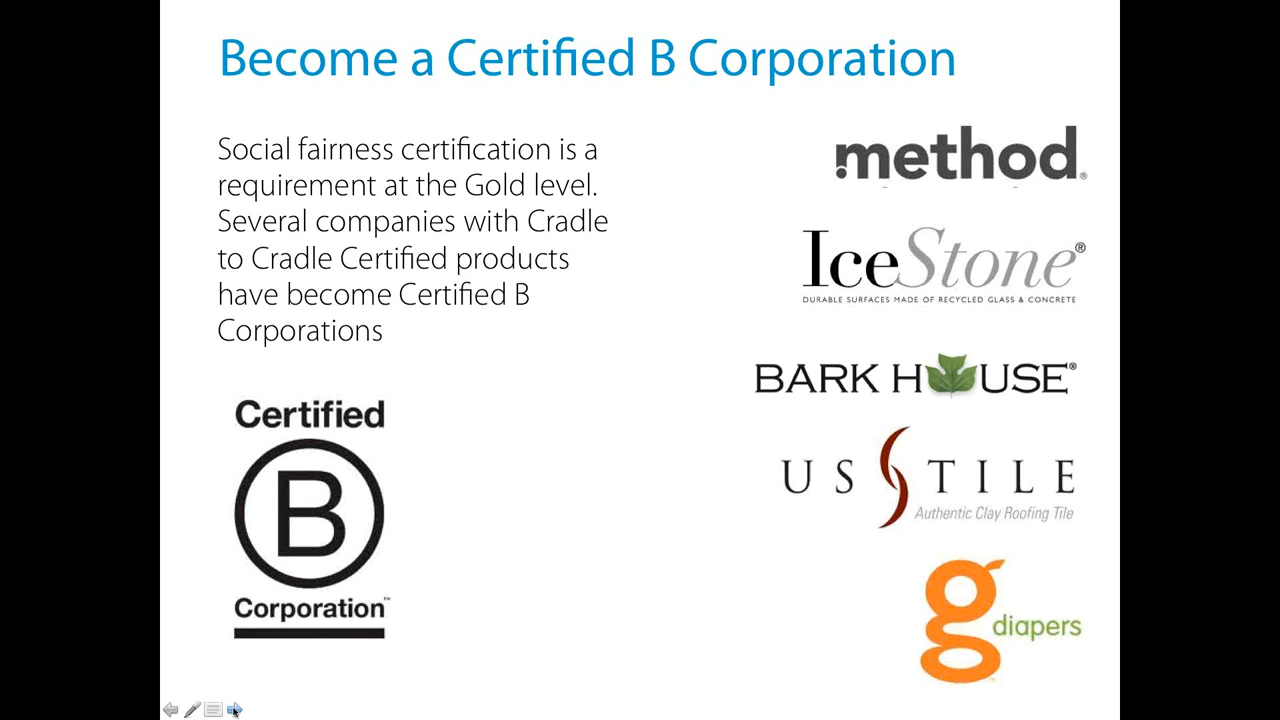 Become a Certified B Corporation
Social fairness certification is a
requirement at the Gold level.
Several companies with Cradle
to Cradle Certified products
have become Certified B
Corporations
Certified
B
Corporation™
method®
IceStone®
DURABLE SURFACES MADE OF RECYCLED GLASS & CONCRETE
BARK HOUSE®
US TILE
Authentic Clay Roofing Tile
g diapers